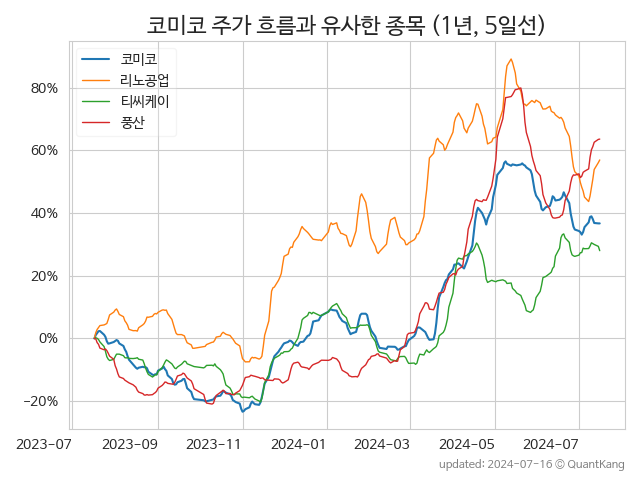 코미코 주가 흐름과 유사한 종목 (1년, 5일선)
코미코
리노공업
티씨케이
풍산
80%
60%
40%
20%
0%
−20%
2023-07 2023-09 2023-11 2024-01 2024-03 2024-05 2024-07
updated: 2024-07-16 © QuantKang